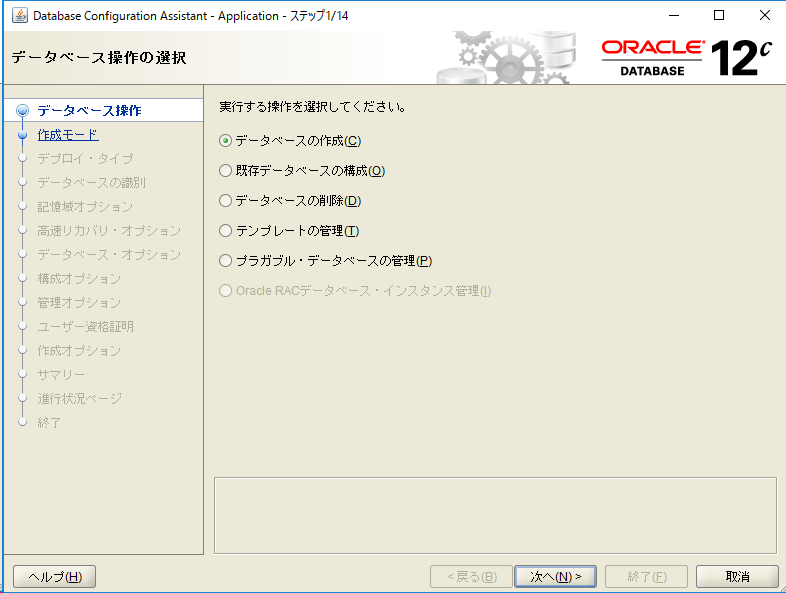 Database Configuration Assistant - Application - ステップ1/14
データベース操作の選択
ORACLE®
DATABASE
12c
データベース操作
作成モード
デプロイ・タイプ
データベースの識別
記憶域オプション
高速リカバリ・オプション
データベース・オプション
構成オプション
管理オプション
ユーザー資格証明
作成オプション
サマリー
進行状況ページ
終了
実行する操作を選択してください。
データベースの作成(C)
既存データベースの構成(O)
データベースの削除(D)
テンプレートの管理(T)
プラガブル・データベースの管理(P)
Oracle RACデータベース・インスタンス管理(I)
ヘルプ(H)
<戻る(B)
次へ(N) >
終了(F)
取消